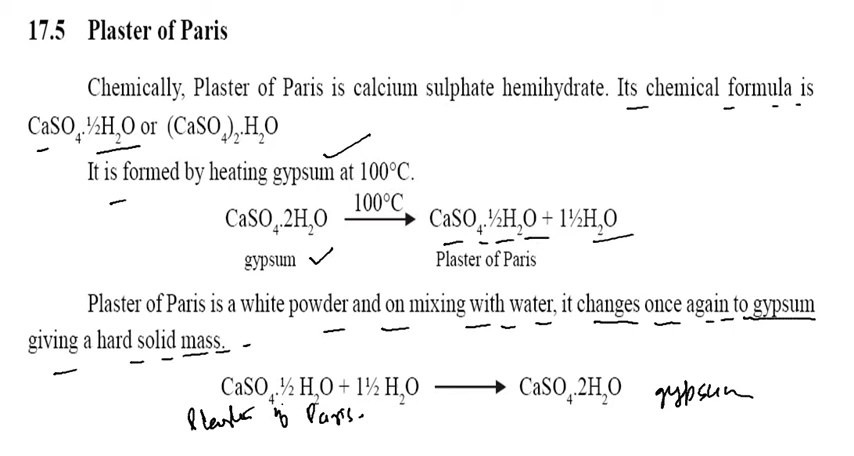 17.5 Plaster of Paris
Chemically, Plaster of Paris is calcium sulphate hemihydrate. Its chemical formula is
CaSO₄.½H₂O or (CaSO₄)₂.H₂O
It is formed by heating gypsum at 100°C.
CaSO₄.2H₂O —100°C→ CaSO₄.½H₂O + 1½H₂O
gypsum Plaster of Paris
Plaster of Paris is a white powder and on mixing with water, it changes once again to gypsum
giving a hard solid mass.
CaSO₄.½ H₂O + 1½ H₂O → CaSO₄.2H₂O gypsum
Plaster of Paris.